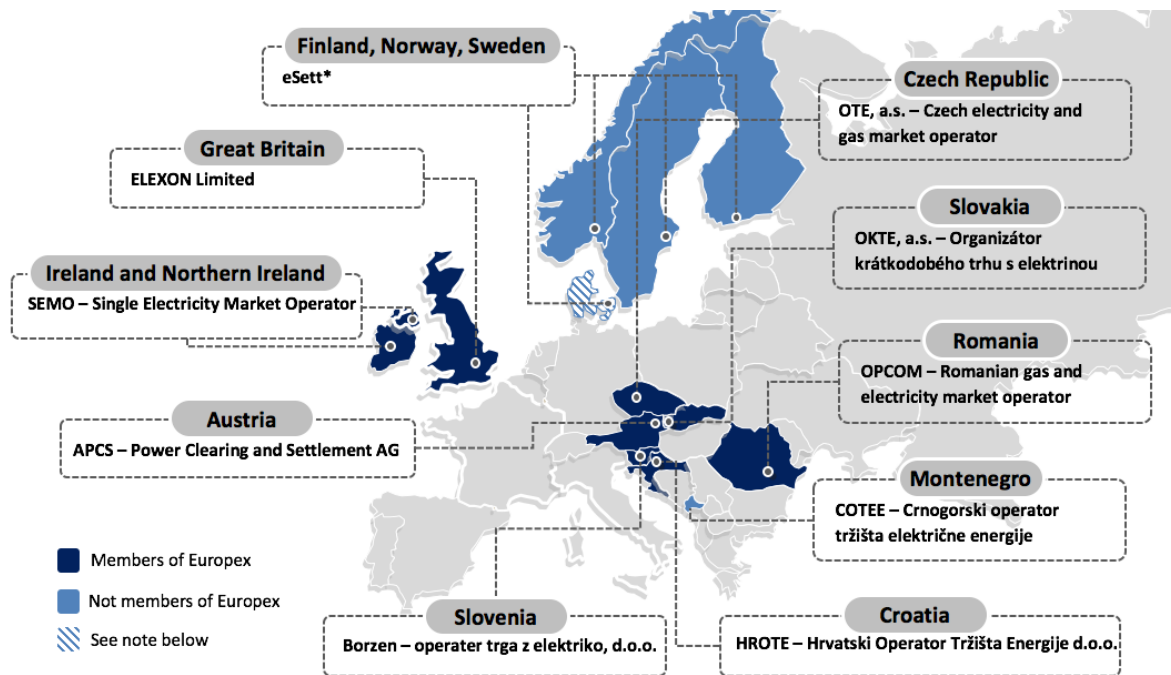 Finland, Norway, Sweden
eSett*
Czech Republic
OTE, a.s. – Czech electricity and
gas market operator
Great Britain
ELEXON Limited
Slovakia
OKTE, a.s. – Organizátor
krátkodobého trhu s elektrinou
Ireland and Northern Ireland
SEMO – Single Electricity Market Operator
Romania
OPCOM – Romanian gas and
electricity market operator
Austria
APCS – Power Clearing and Settlement AG
Montenegro
COTEE – Crnogorski operator
tržišta električne energije
Members of Europex
Not members of Europex
See note below
Slovenia
Borzen – operater trga z elektriko, d.o.o.
Croatia
HROTE – Hrvatski Operator Tržišta Energije d.o.o.